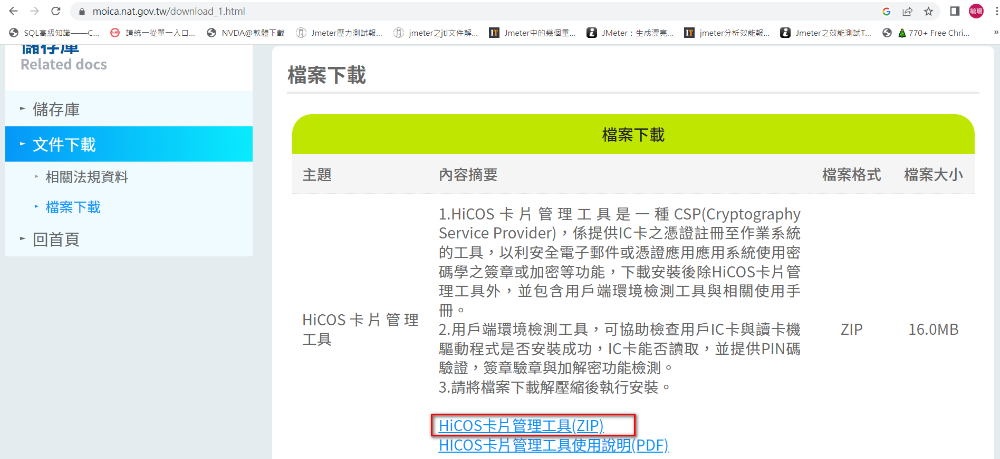 moica.nat.gov.tw/download_1.html
毓珊
SQL高級知識——C...
請統一從單一入口...
NVDA@軟體下載
Jmeter壓力測試報...
jmeter之jtl文件解...
Jmeter中的幾個重...
JMeter：生成漂亮...
jmeter分析效能報...
Jmeter之效能測試T...
770+ Free Chri...
»
儲存庫
Related docs
儲存庫
文件下載
相關法規資料
檔案下載
回首頁
檔案下載
檔案下載
主題
內容摘要
檔案格式
檔案大小
HiCOS卡片管理
工具
1.HiCOS卡片管理工具是一種CSP(Cryptography
Service Provider)，係提供IC卡之憑證註冊至作業系統
的工具，以利安全電子郵件或憑證應用應用系統使用密
碼學之簽章或加密等功能，下載安裝後除HiCOS卡片管
理工具外，並包含用戶端環境檢測工具與相關使用手
冊。
2.用戶端環境檢測工具，可協助檢查用戶IC卡與讀卡機
驅動程式是否安裝成功，IC卡能否讀取，並提供PIN碼
驗證，簽章驗章與加解密功能檢測。
3.請將檔案下載解壓縮後執行安裝。
HiCOS卡片管理工具(ZIP)
HICOS卡片管理工具使用說明(PDF)
ZIP
16.0MB